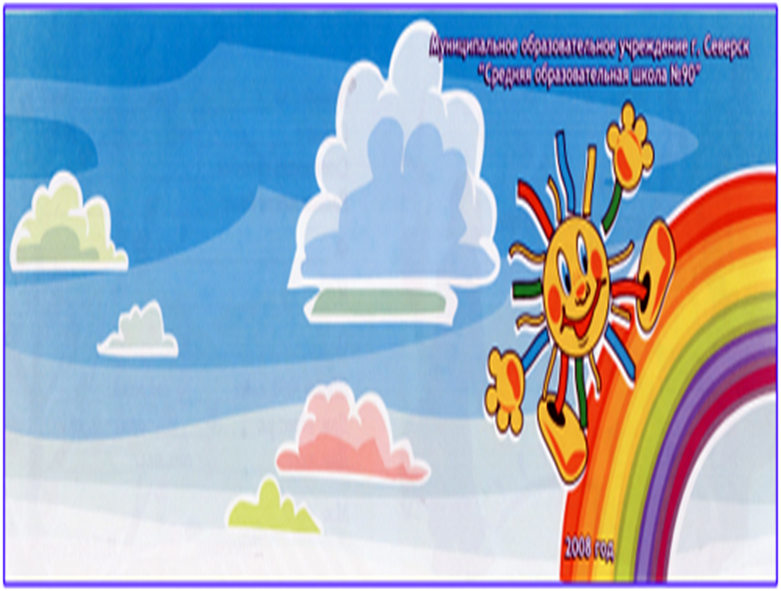 Муниципальное образовательное учреждение г. Северск
"Средняя образовательная школа №90"
2008 год